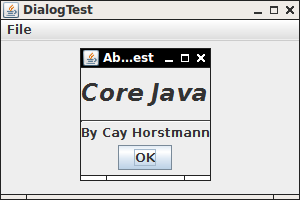 DialogTest
File
Ab...est
Core Java
By Cay Horstmann
OK